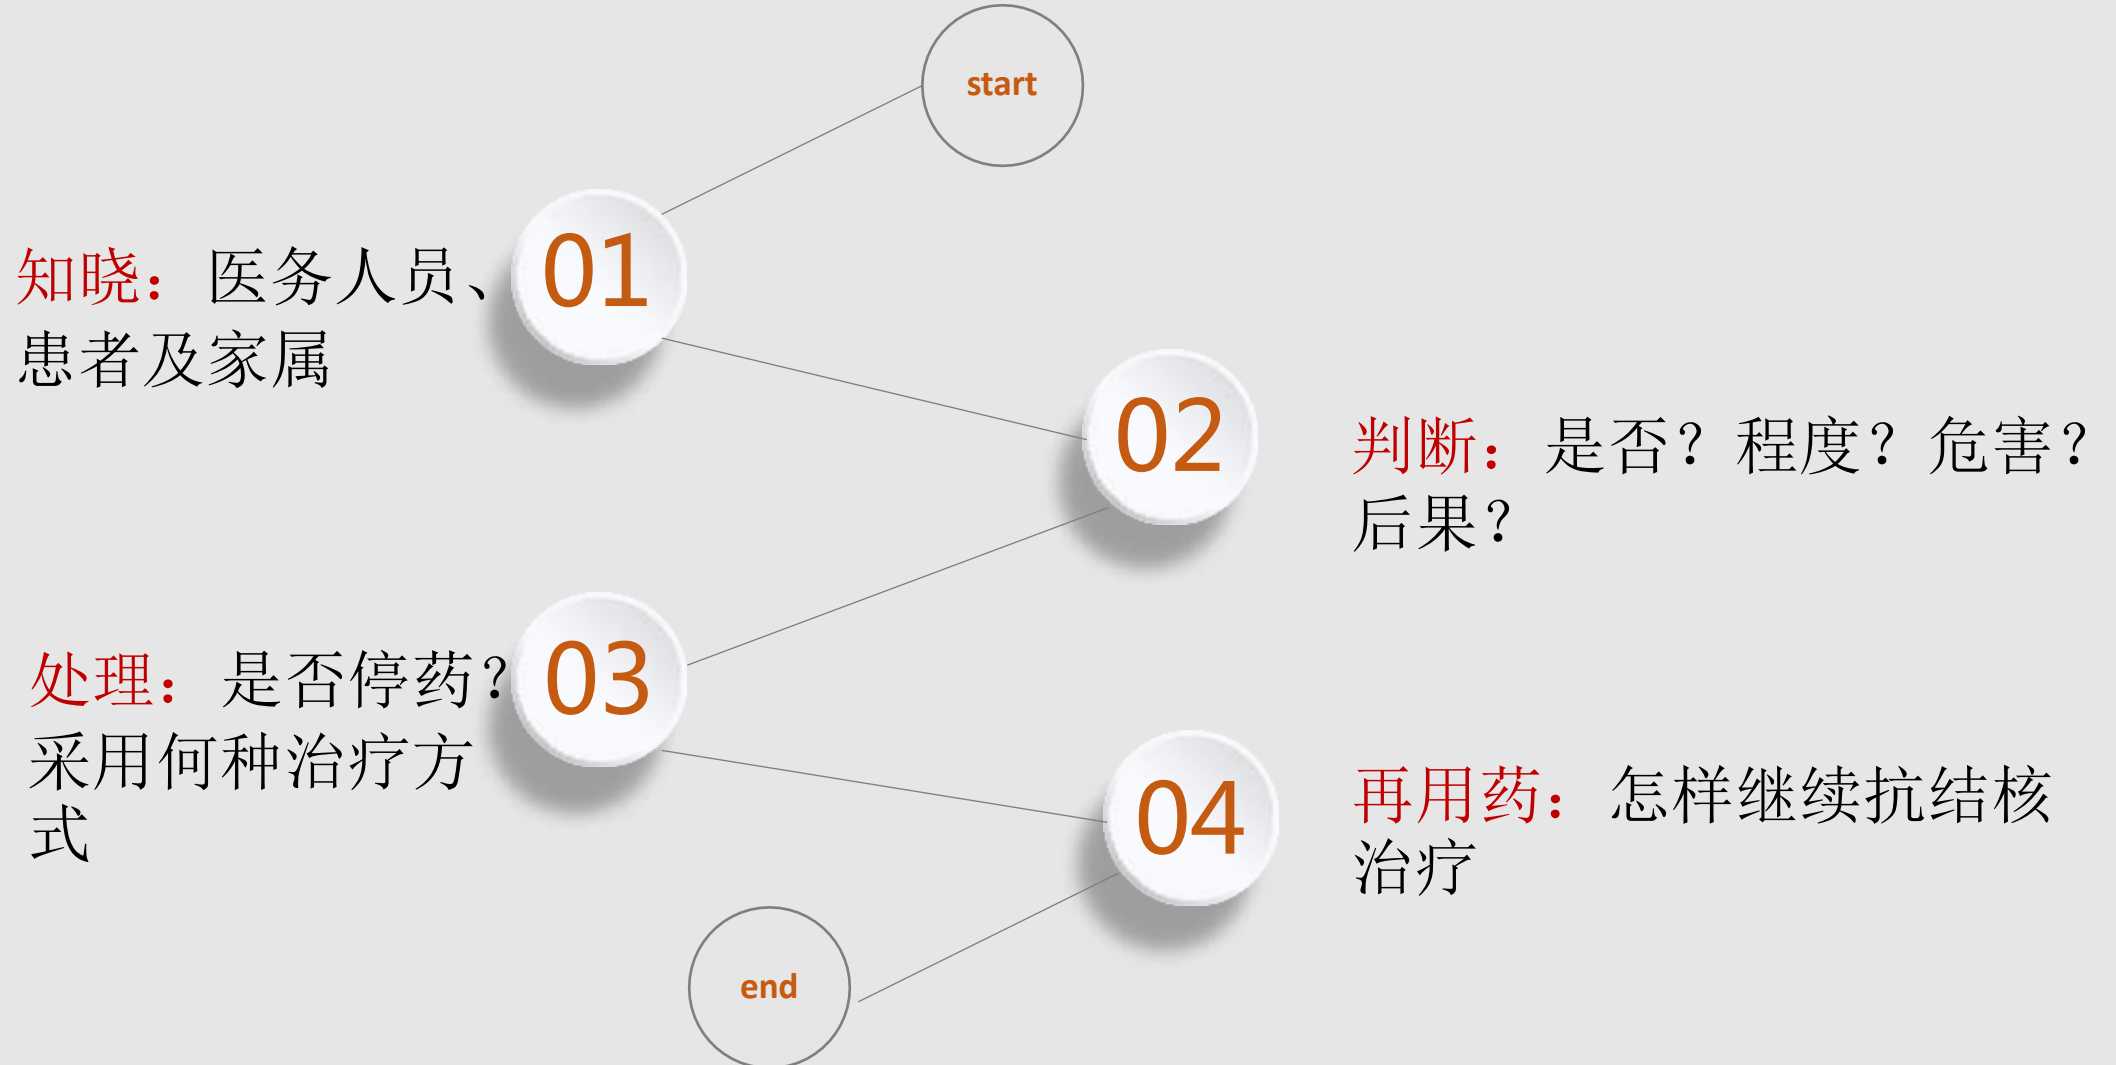 start
01
知晓：医务人员、
患者及家属
02
判断：是否？程度？危害？
后果？
03
处理：是否停药？
采用何种治疗方
式
04
再用药：怎样继续抗结核
治疗
end